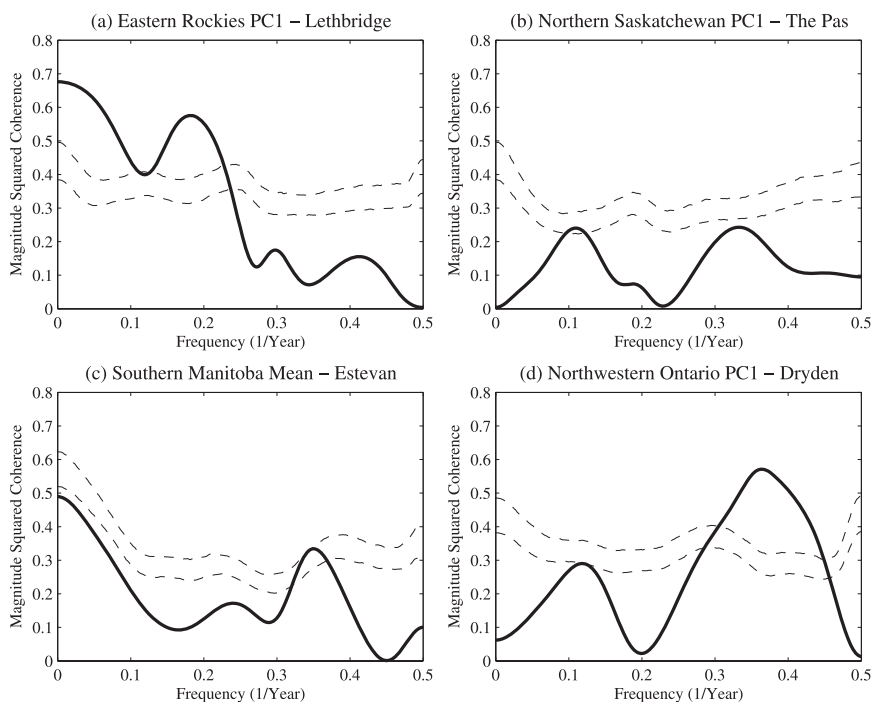 (a) Eastern Rockies PC1 – Lethbridge
Magnitude Squared Coherence
0.8
0.7
0.6
0.5
0.4
0.3
0.2
0.1
0
0 0.1 0.2 0.3 0.4 0.5
Frequency (1/Year)
(b) Northern Saskatchewan PC1 – The Pas
Magnitude Squared Coherence
0.8
0.7
0.6
0.5
0.4
0.3
0.2
0.1
0
0 0.1 0.2 0.3 0.4 0.5
Frequency (1/Year)
(c) Southern Manitoba Mean – Estevan
Magnitude Squared Coherence
0.8
0.7
0.6
0.5
0.4
0.3
0.2
0.1
0
0 0.1 0.2 0.3 0.4 0.5
Frequency (1/Year)
(d) Northwestern Ontario PC1 – Dryden
Magnitude Squared Coherence
0.8
0.7
0.6
0.5
0.4
0.3
0.2
0.1
0
0 0.1 0.2 0.3 0.4 0.5
Frequency (1/Year)